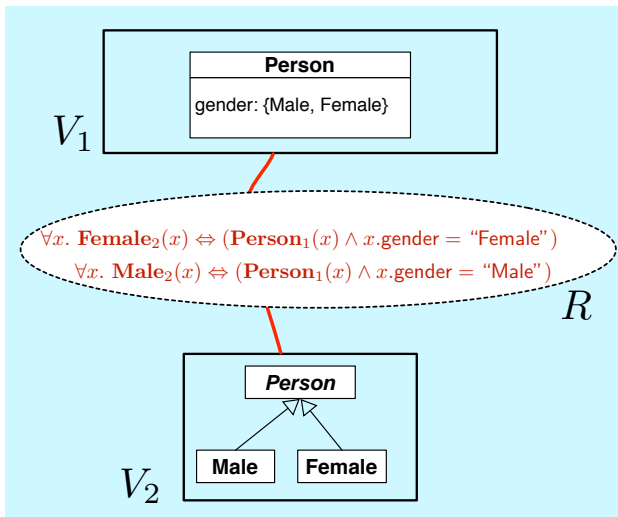 Person
gender: {Male, Female}
V₁
∀x. Female₂(x) ⇔ (Person₁(x) ∧ x.gender = “Female”)
∀x. Male₂(x) ⇔ (Person₁(x) ∧ x.gender = “Male”)
R
Person
Male Female
V₂